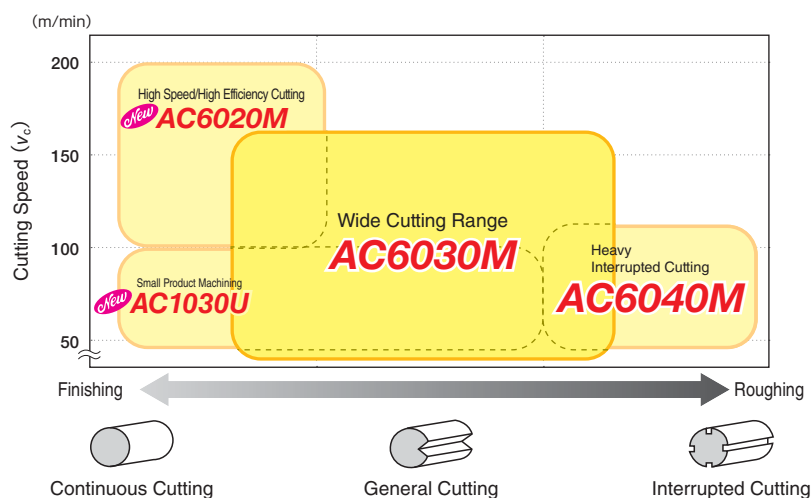 (m/min)
200
150
100
50
Cutting Speed (vc)
High Speed/High Efficiency Cutting
New AC6020M
Wide Cutting Range
AC6030M
Small Product Machining
New AC1030U
Heavy
Interrupted Cutting
AC6040M
Finishing
Roughing
Continuous Cutting
General Cutting
Interrupted Cutting